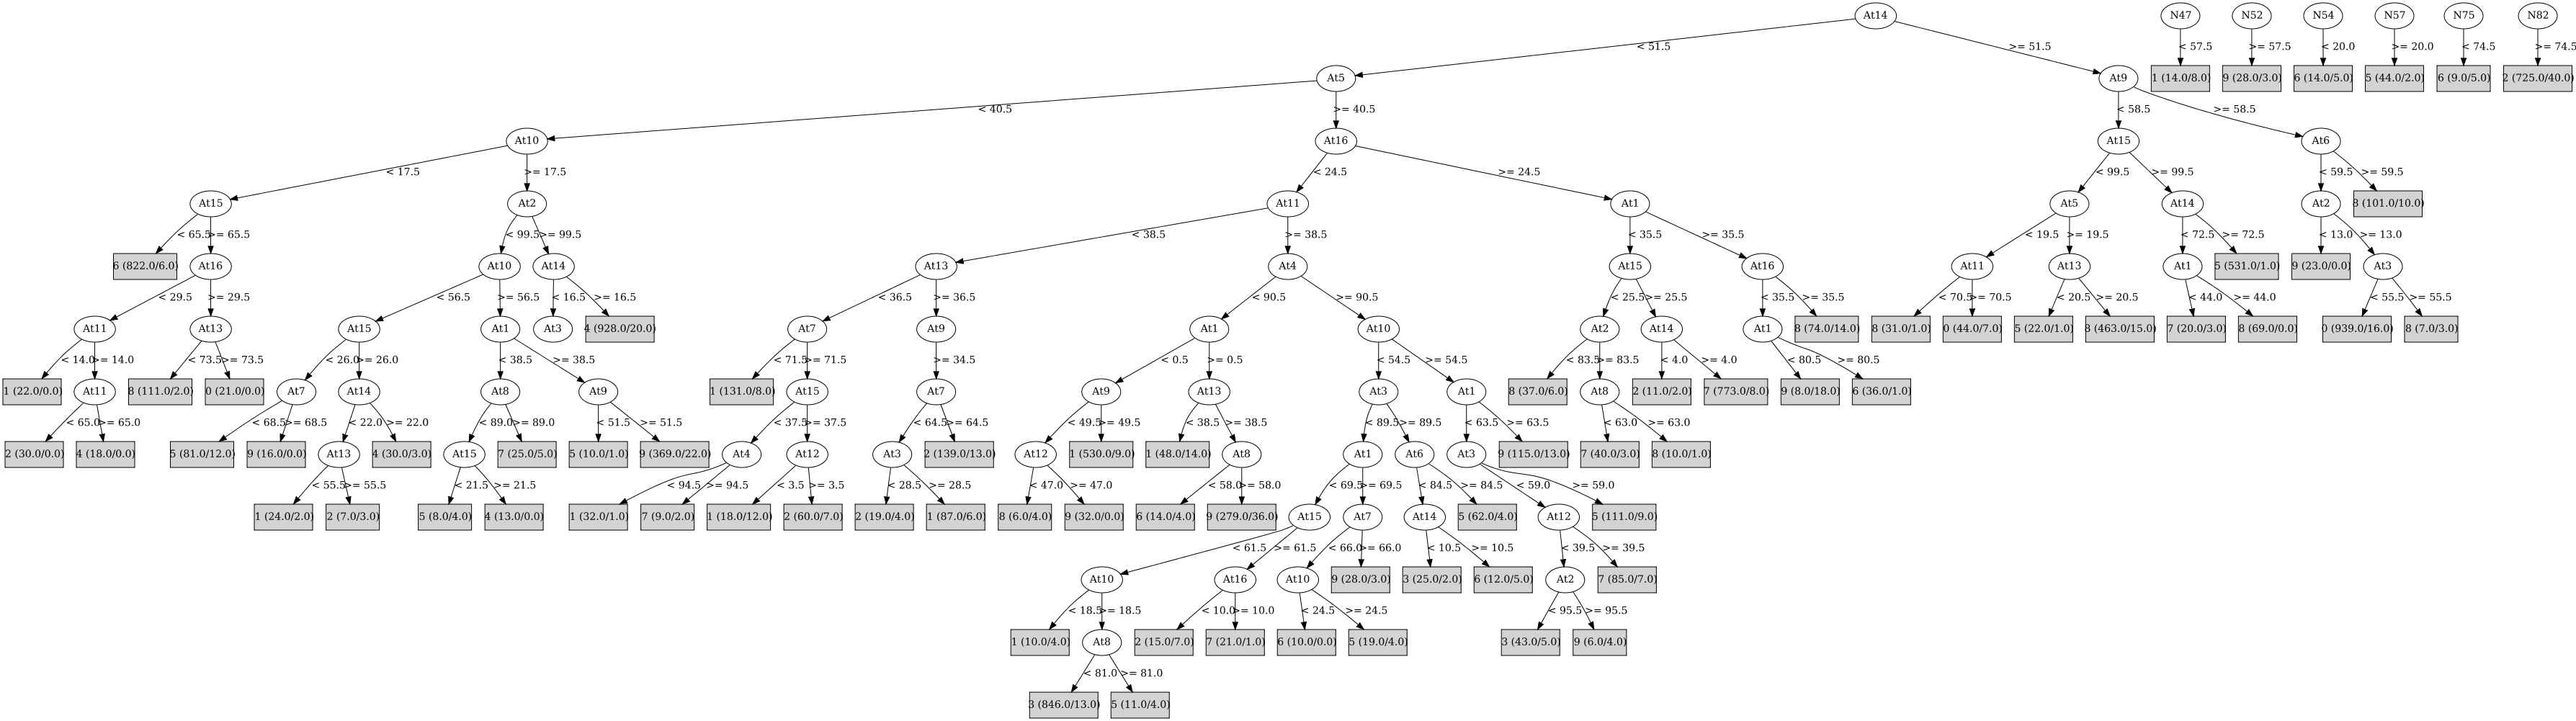 At14 N47 N52 N54 N57 N75 N82
< 51.5 >= 51.5 < 57.5 >= 57.5 < 20.0 >= 20.0 < 74.5 >= 74.5
At5 At9 1 (14.0/8.0) 9 (28.0/3.0) 6 (14.0/5.0) 5 (44.0/2.0) 6 (9.0/5.0) 2 (725.0/40.0)
< 40.5 >= 40.5 < 58.5 >= 58.5
At10 At16 At15 At6
< 17.5 >= 17.5 < 24.5 >= 24.5 < 99.5 >= 99.5 < 59.5 >= 59.5
At15 At2 At11 At1 At5 At14 At2 3 (101.0/10.0)
< 65.5 >= 65.5 < 99.5 >= 99.5 < 38.5 >= 38.5 < 35.5 >= 35.5 < 19.5 >= 19.5 < 72.5 >= 72.5 < 13.0 >= 13.0
6 (822.0/6.0) At16 At10 At14 At13 At4 At15 At16 At11 At13 At1 5 (531.0/1.0) 9 (23.0/0.0) At3
< 29.5 >= 29.5 < 56.5 >= 56.5 < 16.5 >= 16.5 < 36.5 >= 36.5 < 90.5 >= 90.5 < 25.5 >= 25.5 < 35.5 >= 35.5 < 70.5 >= 70.5 < 20.5 >= 20.5 < 44.0 >= 44.0 < 55.5 >= 55.5
At11 At13 At15 At1 At3 4 (928.0/20.0) At7 At9 At1 At10 At2 At14 At1 8 (74.0/14.0) 8 (31.0/1.0) 0 (44.0/7.0) 5 (22.0/1.0) 8 (463.0/15.0) 7 (20.0/3.0) 8 (69.0/0.0) 0 (939.0/16.0) 8 (7.0/3.0)
< 14.0 >= 14.0 < 73.5 >= 73.5 < 26.0 >= 26.0 < 38.5 >= 38.5 < 71.5 >= 71.5 >= 34.5 < 0.5 >= 0.5 < 54.5 >= 54.5 < 83.5 >= 83.5 < 4.0 >= 4.0 < 80.5 >= 80.5
1 (22.0/0.0) At11 8 (111.0/2.0) 0 (21.0/0.0) At7 At14 At8 At9 1 (131.0/8.0) At15 At7 At9 At13 At3 At1 8 (37.0/6.0) At8 2 (11.0/2.0) 7 (773.0/8.0) 9 (8.0/18.0) 6 (36.0/1.0)
< 65.0 >= 65.0 < 68.5 >= 68.5 < 22.0 >= 22.0 < 89.0 >= 89.0 < 51.5 >= 51.5 < 37.5 >= 37.5 < 64.5 >= 64.5 < 49.5 >= 49.5 < 38.5 >= 38.5 < 89.5 >= 89.5 < 63.5 >= 63.5 < 63.0 >= 63.0
2 (30.0/0.0) 4 (18.0/0.0) 5 (81.0/12.0) 9 (16.0/0.0) At13 4 (30.0/3.0) At15 7 (25.0/5.0) 5 (10.0/1.0) 9 (369.0/22.0) At4 At12 At3 2 (139.0/13.0) At12 1 (530.0/9.0) 1 (48.0/14.0) At8 At1 At6 At3 9 (115.0/13.0) 7 (40.0/3.0) 8 (10.0/1.0)
< 55.5 >= 55.5 < 21.5 >= 21.5 < 94.5 >= 94.5 < 3.5 >= 3.5 < 28.5 >= 28.5 < 47.0 >= 47.0 < 58.0 >= 58.0 < 69.5 >= 69.5 < 84.5 >= 84.5 < 59.0 >= 59.0
1 (24.0/2.0) 2 (7.0/3.0) 5 (8.0/4.0) 4 (13.0/0.0) 1 (32.0/1.0) 7 (9.0/2.0) 1 (18.0/12.0) 2 (60.0/7.0) 2 (19.0/4.0) 1 (87.0/6.0) 8 (6.0/4.0) 9 (32.0/0.0) 6 (14.0/4.0) 9 (279.0/36.0) At15 At7 At14 5 (62.0/4.0) At12 5 (111.0/9.0)
< 61.5 >= 61.5 < 66.0 >= 66.0 < 10.5 >= 10.5 < 39.5 >= 39.5
At10 At16 At10 9 (28.0/3.0) 3 (25.0/2.0) 6 (12.0/5.0) At2 7 (85.0/7.0)
< 18.5 >= 18.5 < 10.0 >= 10.0 < 24.5 >= 24.5 < 95.5 >= 95.5
1 (10.0/4.0) At8 2 (15.0/7.0) 7 (21.0/1.0) 6 (10.0/0.0) 5 (19.0/4.0) 3 (43.0/5.0) 9 (6.0/4.0)
< 81.0 >= 81.0
3 (846.0/13.0) 5 (11.0/4.0)